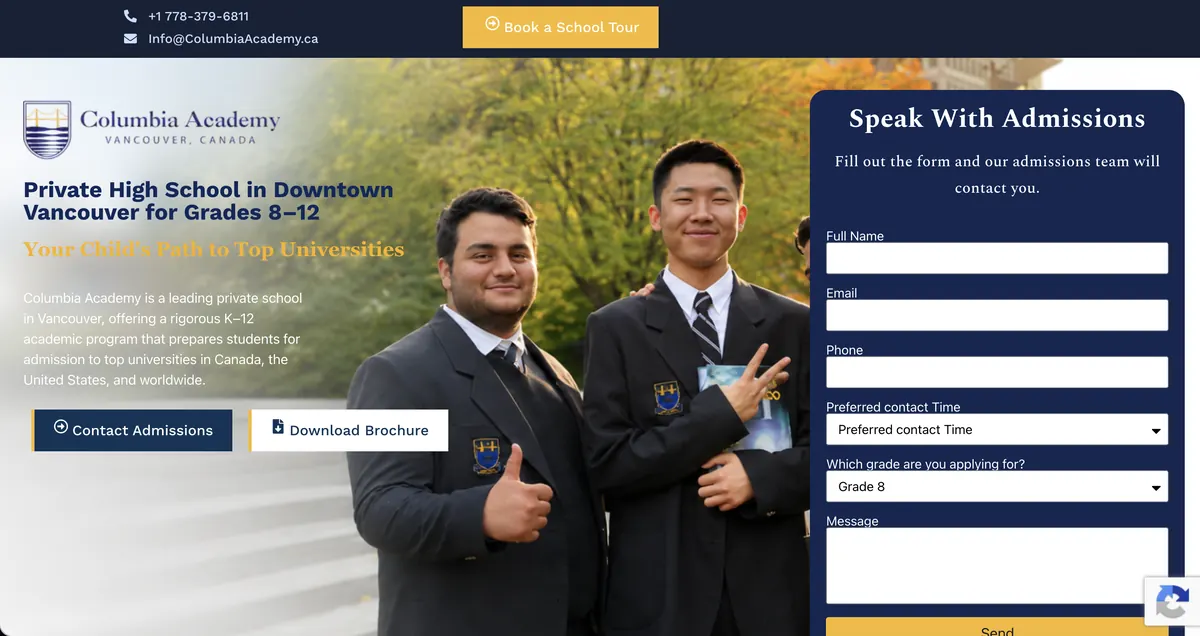 +1 778-379-6811
Info@ColumbiaAcademy.ca
Book a School Tour
Columbia Academy
VANCOUVER, CANADA
Private High School in Downtown
Vancouver for Grades 8–12
Your Child's Path to Top Universities
Columbia Academy is a leading private school
in Vancouver, offering a rigorous K–12
academic program that prepares students for
admission to top universities in Canada, the
United States, and worldwide.
Contact Admissions
Download Brochure
Speak With Admissions
Fill out the form and our admissions team will
contact you.
Full Name
Email
Phone
Preferred contact Time
Preferred contact Time
Which grade are you applying for?
Grade 8
Message
Send